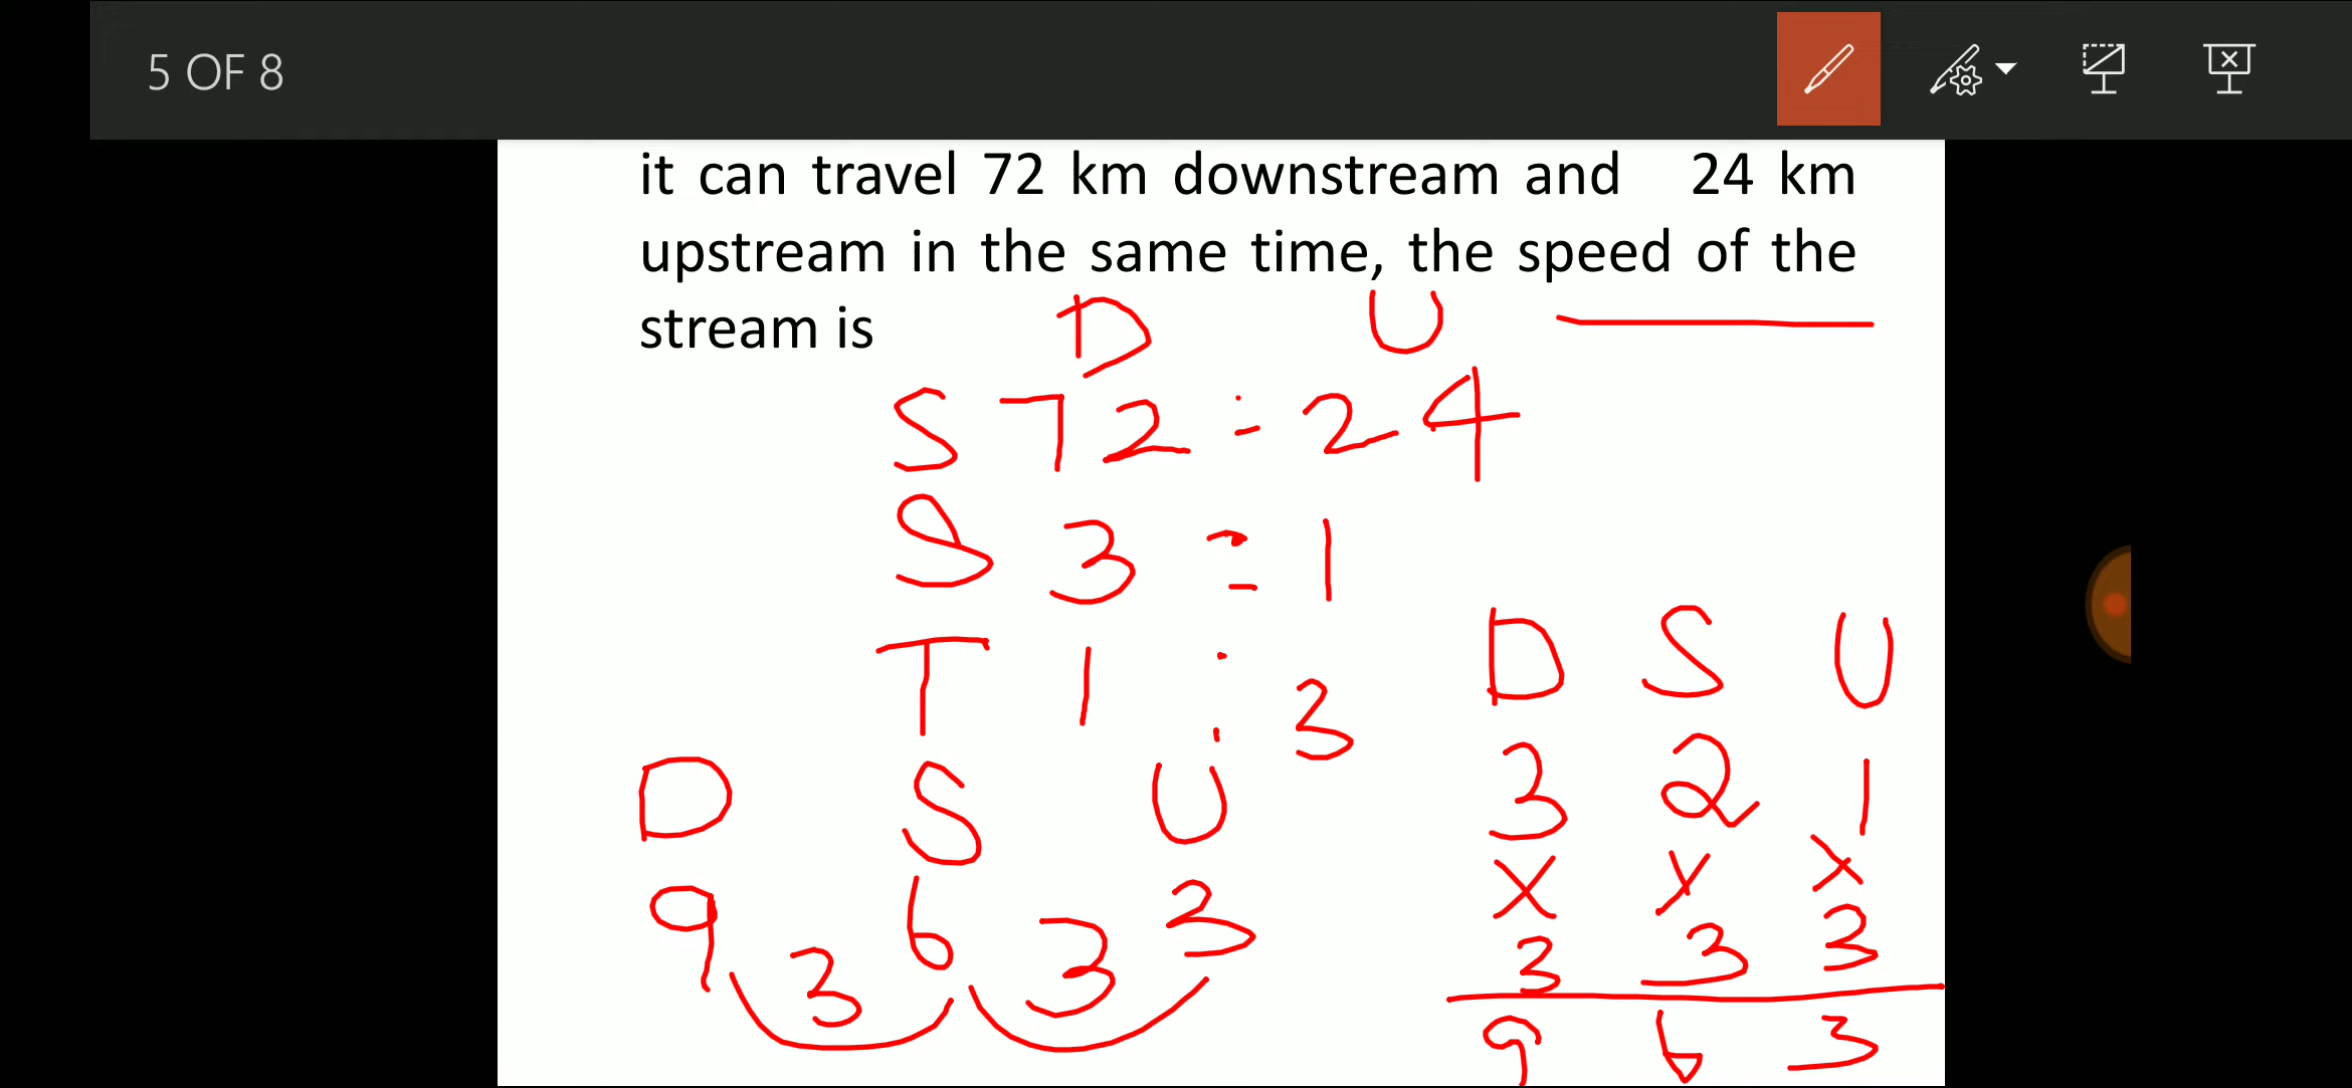 5 OF 8
it can travel 72 km downstream and 24 km
upstream in the same time, the speed of the
stream is
D U
S 72 : 24
S 3 : 1
T 1 : 3
D S U
3 2 1
x x x
3 3 3
9 6 3
D S U
9 6 3
3 3